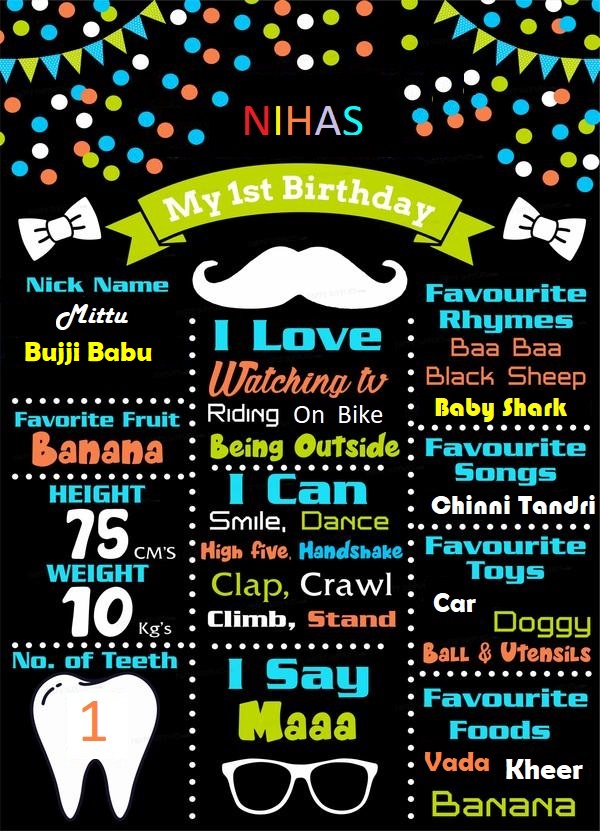 NIHAS
My 1st Birthday
Nick Name
Mittu
Bujji Babu
Favorite Fruit
Banana
HEIGHT
75 CM'S
WEIGHT
10 Kg's
No. of Teeth
1
I Love
Watching tv
Riding On Bike
Being Outside
I Can
Smile, Dance
High five, Handshake
Clap, Crawl
Climb, Stand
I Say
Maaa
Favourite
Rhymes
Baa Baa
Black Sheep
Baby Shark
Favourite
Songs
Chinni Tandri
Favourite
Toys
Car
Doggy
Ball & Utensils
Favourite
Foods
Vada Kheer
Banana